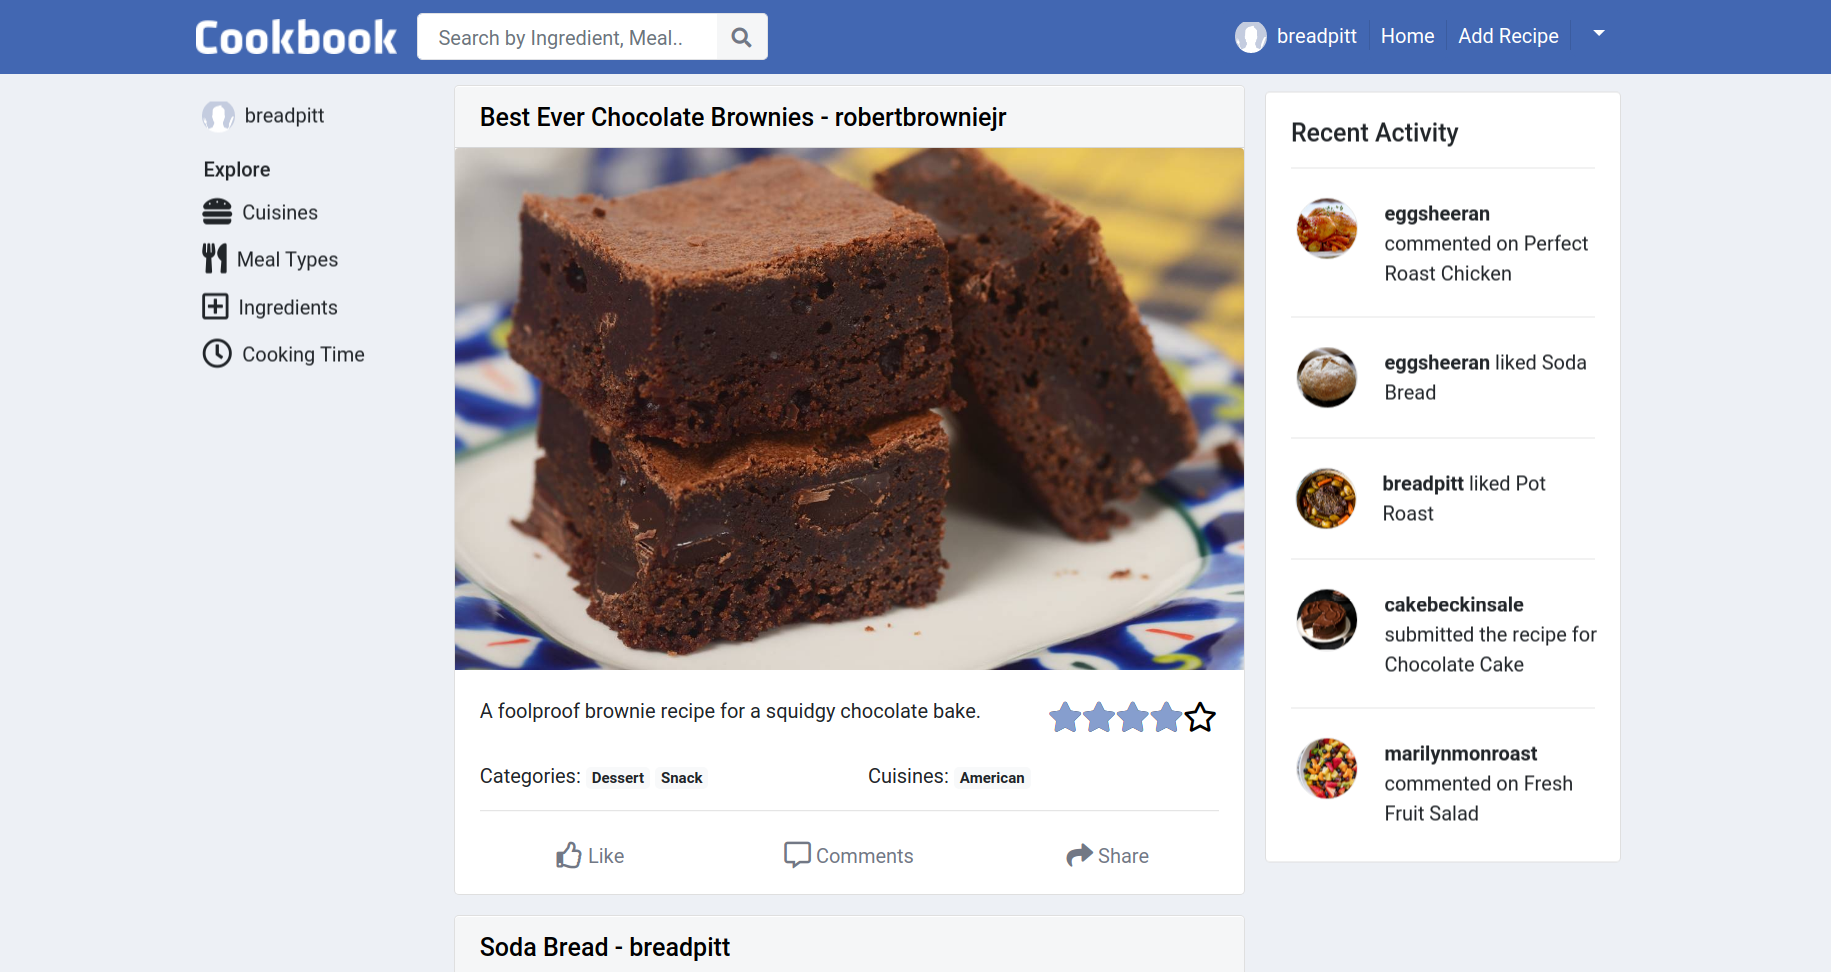 Cookbook
Search by Ingredient, Meal..
breadpitt
Home
Add Recipe
breadpitt
Explore
Cuisines
Meal Types
Ingredients
Cooking Time
Best Ever Chocolate Brownies - robertbrowniejr
A foolproof brownie recipe for a squidgy chocolate bake.
Categories: Dessert Snack
Cuisines: American
Like
Comments
Share
Soda Bread - breadpitt
Recent Activity
eggsheeran
commented on Perfect
Roast Chicken
eggsheeran liked Soda
Bread
breadpitt liked Pot
Roast
cakebeckinsale
submitted the recipe for
Chocolate Cake
marilynmonroast
commented on Fresh
Fruit Salad